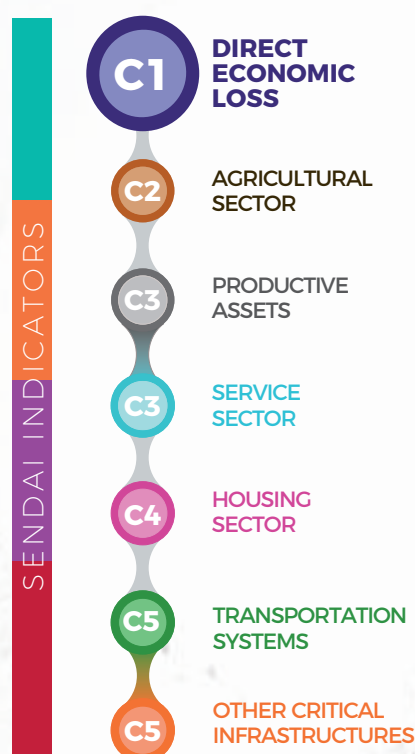 SENDAI INDICATORS
C1
DIRECT
ECONOMIC
LOSS
C2
AGRICULTURAL
SECTOR
C3
PRODUCTIVE
ASSETS
C3
SERVICE
SECTOR
C4
HOUSING
SECTOR
C5
TRANSPORTATION
SYSTEMS
C5
OTHER CRITICAL
INFRASTRUCTURES